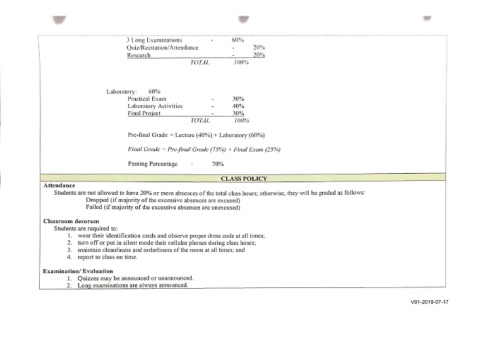 3 Long Examinations - 60%
Quiz/Recitation/Attendance - 20%
Research - 20%
TOTAL 100%
Laboratory: 60%
Practical Exam - 30%
Laboratory Activities - 40%
Final Project - 30%
TOTAL 100%
Pre-final Grade = Lecture (40%) + Laboratory (60%)
Final Grade = Pre-final Grade (75%) + Final Exam (25%)
Passing Percentage : 70%
CLASS POLICY
Attendance
Students are not allowed to have 20% or more absences of the total class hours; otherwise, they will be graded as follows:
Dropped (if majority of the excessive absences are excused)
Failed (if majority of the excessive absences are unexcused)
Classroom decorum
Students are required to:
1. wear their identification cards and observe proper dress code at all times;
2. turn off or put in silent mode their cellular phones during class hours;
3. maintain cleanliness and orderliness of the room at all times; and
4. report to class on time.
Examination/ Evaluation
1. Quizzes may be announced or unannounced.
2. Long examinations are always announced.
V01-2018-07-17